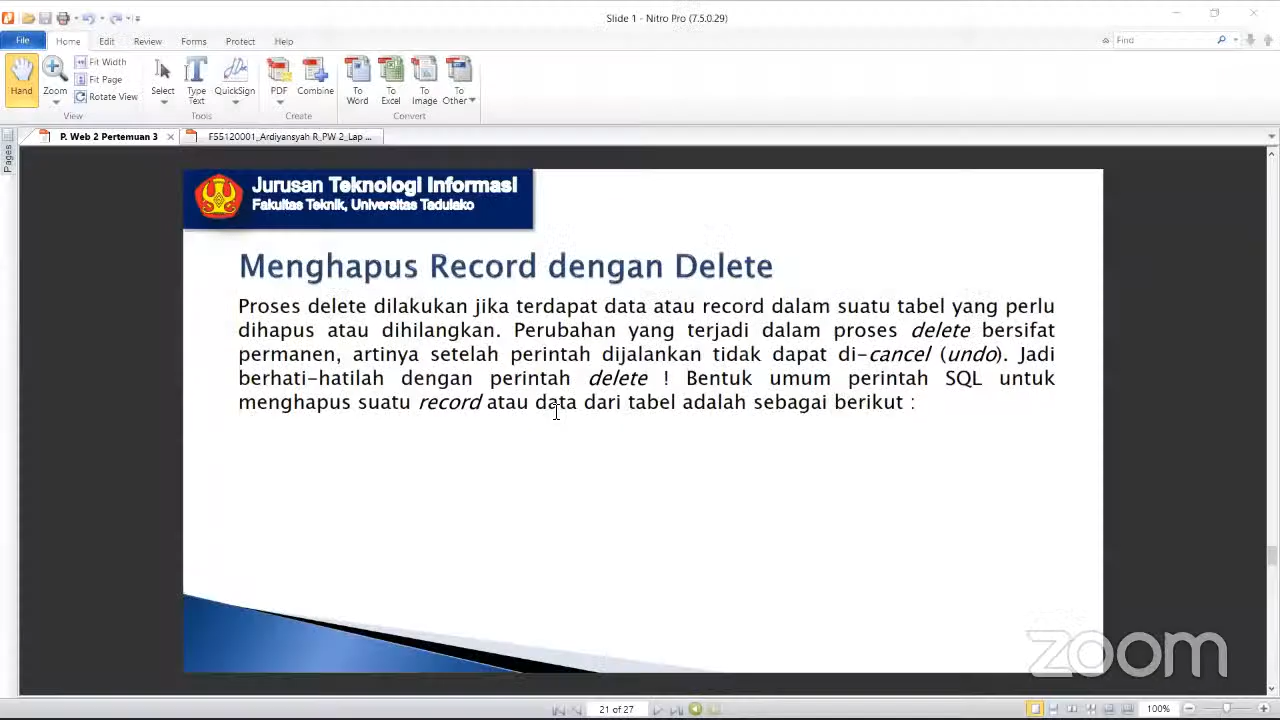 Slide 1 - Nitro Pro (7.5.0.29)
File Home Edit Review Forms Protect Help Find
Hand Zoom Fit Width Fit Page Rotate View Select Type Text QuickSign PDF Combine To Word To Excel To Image To Other
View Tools Create Convert
P. Web 2 Pertemuan 3 F55120001_Ardiyansyah R_PW 2_Lap ...
Pages
Jurusan Teknologi Informasi
Fakultas Teknik, Universitas Tadulako
Menghapus Record dengan Delete
Proses delete dilakukan jika terdapat data atau record dalam suatu tabel yang perlu
dihapus atau dihilangkan. Perubahan yang terjadi dalam proses delete bersifat
permanen, artinya setelah perintah dijalankan tidak dapat di-cancel (undo). Jadi
berhati-hatilah dengan perintah delete ! Bentuk umum perintah SQL untuk
menghapus suatu record atau data dari tabel adalah sebagai berikut :
zoom
21 of 27 100%